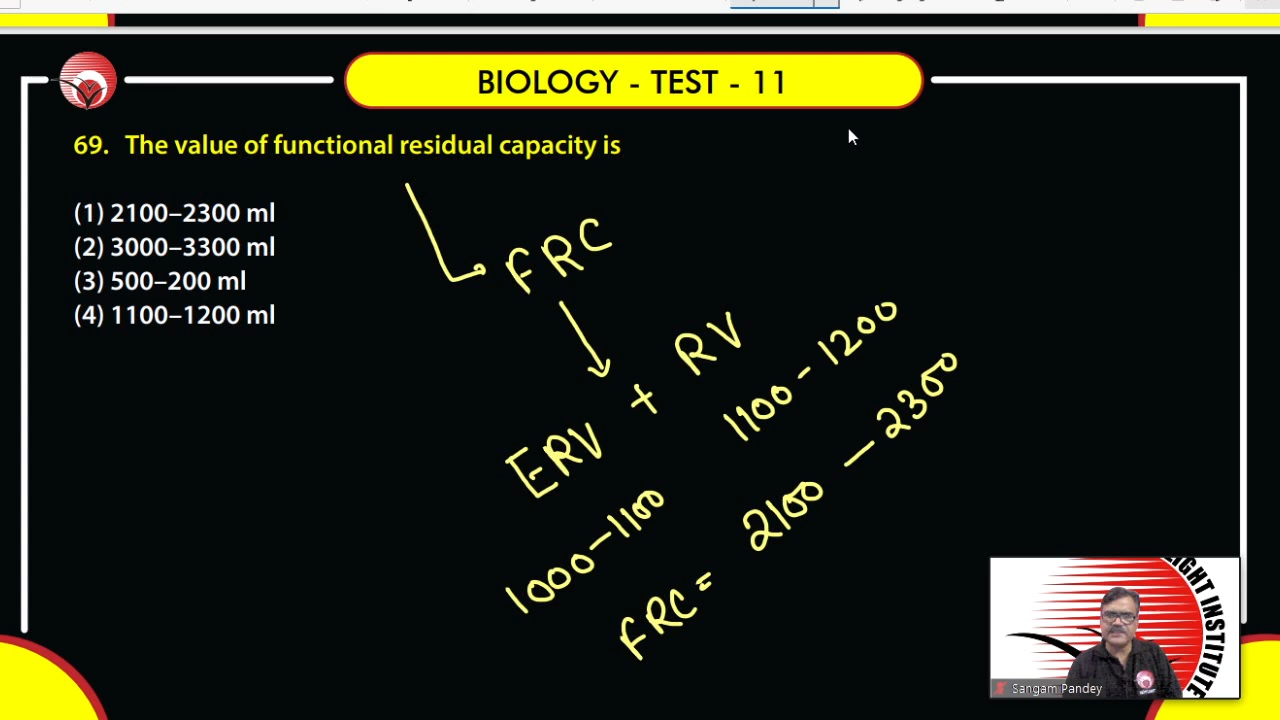 BIOLOGY - TEST - 11
69. The value of functional residual capacity is
(1) 2100–2300 ml
(2) 3000–3300 ml
(3) 500–200 ml
(4) 1100–1200 ml
FRC
ERV + RV
1000-1100
1100-1200
FRC = 2100 - 2300
IGHT INSTITUTE
Sangam Pandey